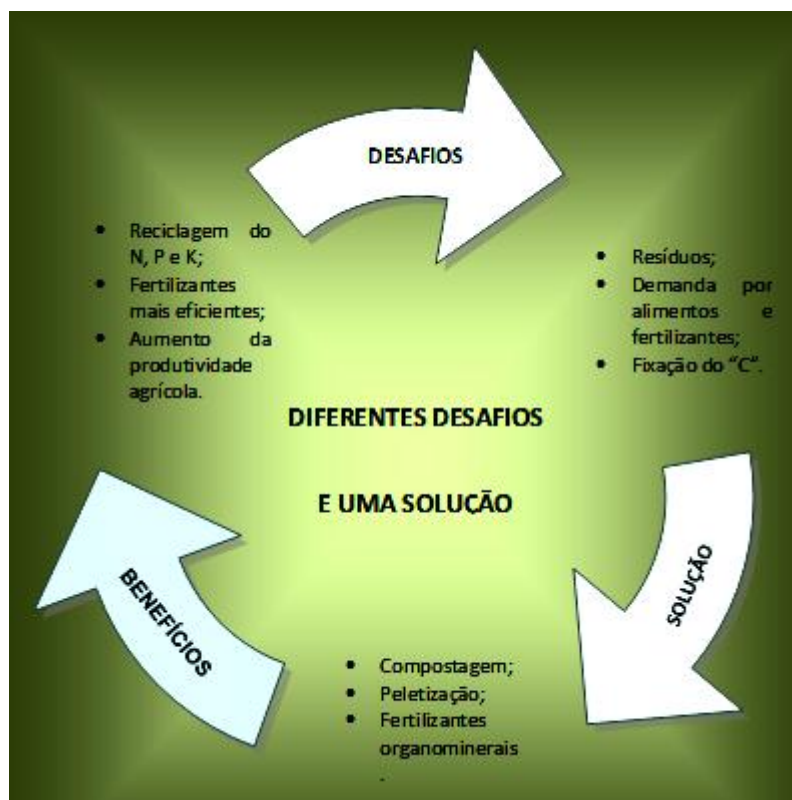 DESAFIOS
• Reciclagem do
N, P e K;
• Fertilizantes
mais eficientes;
• Aumento da
produtividade
agrícola.
• Resíduos;
• Demanda por
alimentos e
fertilizantes;
• Fixação do “C”.
DIFERENTES DESAFIOS
E UMA SOLUÇÃO
SOLUÇÃO
BENEFÍCIOS
• Compostagem;
• Peletização;
• Fertilizantes
organominerais
.